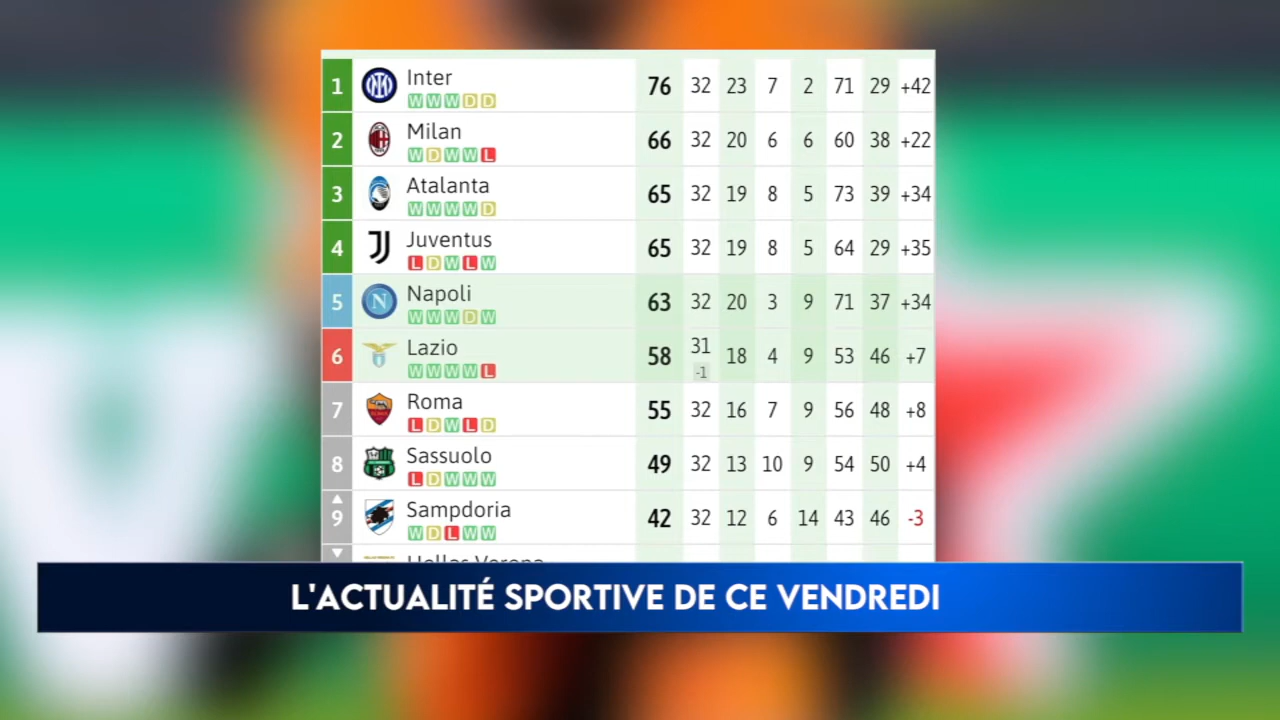 1 Inter 76 32 23 7 2 71 29 +42
W W W D D
2 Milan 66 32 20 6 6 60 38 +22
W D W W L
3 Atalanta 65 32 19 8 5 73 39 +34
W W W W D
4 Juventus 65 32 19 8 5 64 29 +35
L D W L W
5 Napoli 63 32 20 3 9 71 37 +34
W W W D W
6 Lazio 58 31 18 4 9 53 46 +7
W W W W L -1
7 Roma 55 32 16 7 9 56 48 +8
L D W L D
8 Sassuolo 49 32 13 10 9 54 50 +4
L D W W W
9 Sampdoria 42 32 12 6 14 43 46 -3
W D L W W
Hellas Verona
L'ACTUALITÉ SPORTIVE DE CE VENDREDI